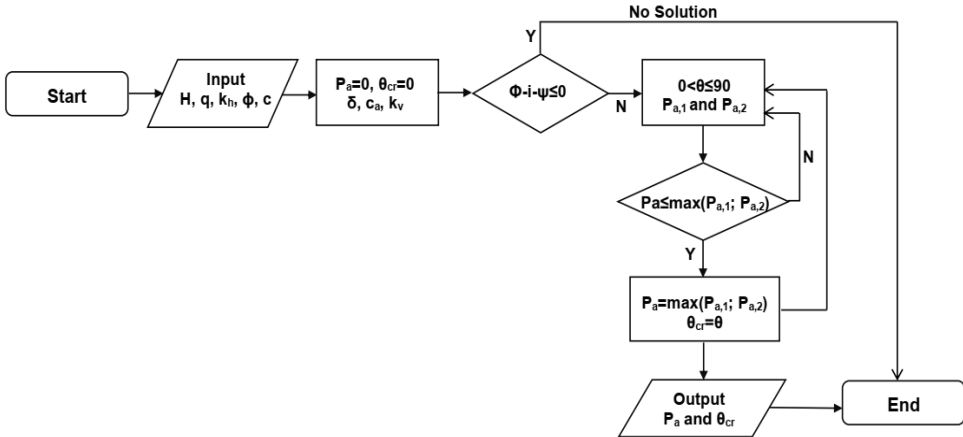 No Solution
Y
Start
Input
H, q, kₕ, ϕ, c
Pₐ=0, θcr=0
δ, cₐ, kᵥ
Φ-i-ψ≤0
N
0<θ≤90
Pₐ,₁ and Pₐ,₂
N
Pa≤max(Pₐ,₁; Pₐ,₂)
Y
Pₐ=max(Pₐ,₁; Pₐ,₂)
θcr=θ
Output
Pₐ and θcr
End